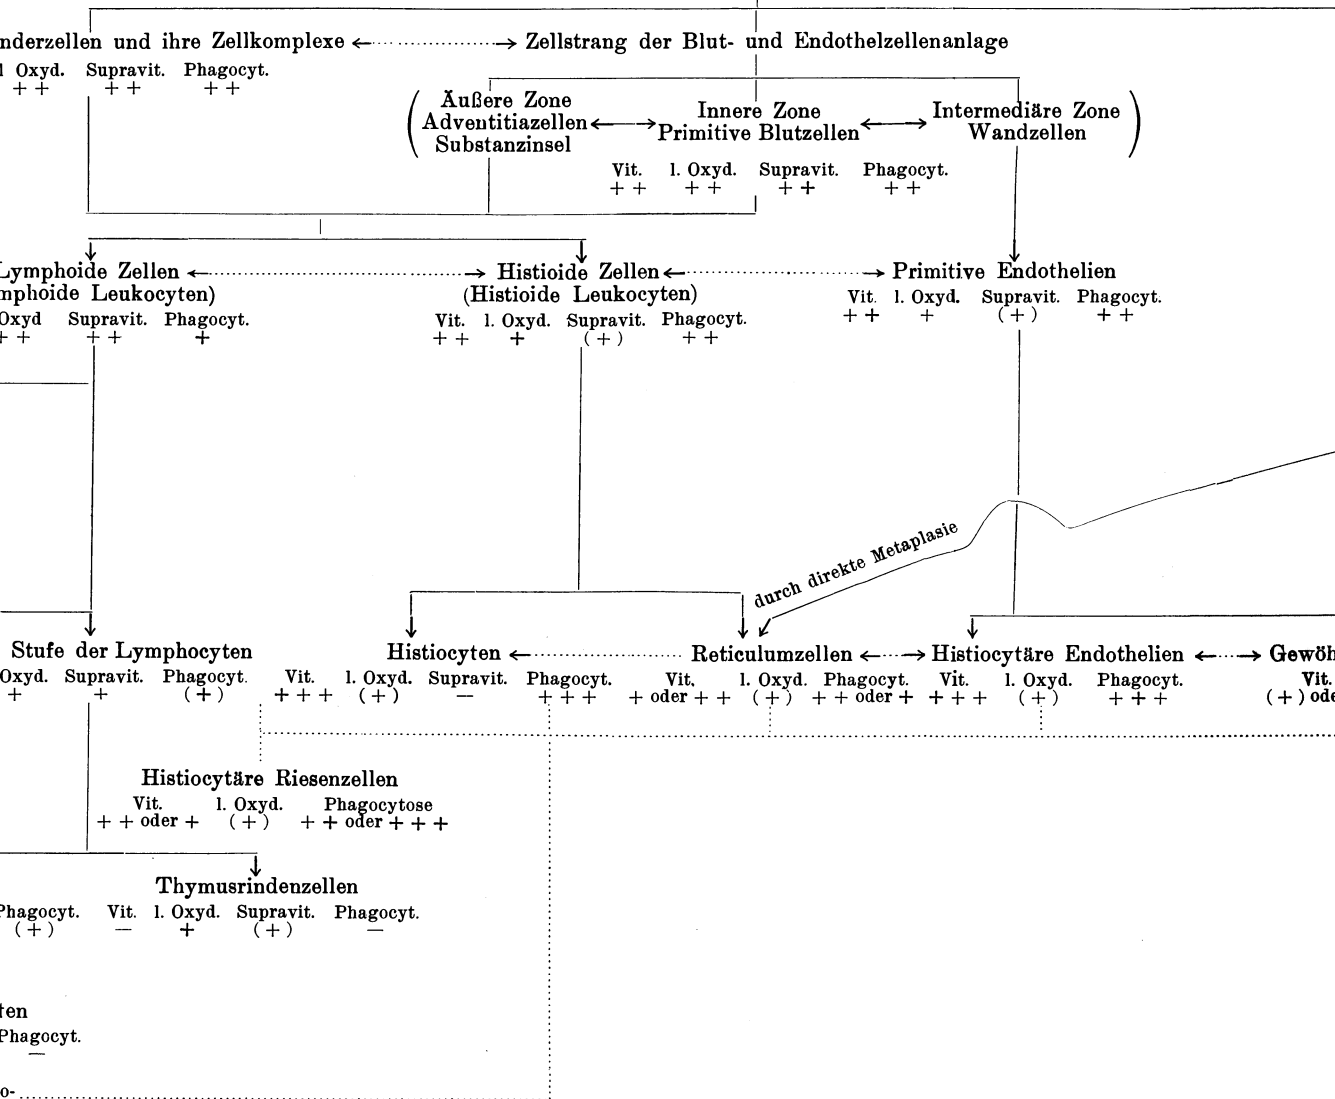 nderzellen und ihre Zellkomplexe ←→ Zellstrang der Blut- und Endothelzellenanlage
l Oxyd. Supravit. Phagocyt.
+ + + + + +
Äußere Zone
Adventitiazellen
Substanzinsel
Innere Zone
Primitive Blutzellen
Intermediäre Zone
Wandzellen
Vit. l. Oxyd. Supravit. Phagocyt.
+ + + + + + + +
Lymphoide Zellen
mphoide Leukocyten)
Oxyd Supravit. Phagocyt.
+ + + + +
Histioide Zellen
(Histioide Leukocyten)
Vit. l. Oxyd. Supravit. Phagocyt.
+ + + (+) + +
Primitive Endothelien
Vit. l. Oxyd. Supravit. Phagocyt.
+ + + (+) + +
durch direkte Metaplasie
Stufe der Lymphocyten
Oxyd. Supravit. Phagocyt.
+ + (+)
Histiocyten
Vit. l. Oxyd. Supravit. Phagocyt.
+ + + (+) — + + +
Reticulumzellen
Vit. l. Oxyd. Phagocyt.
+ oder + + (+) + + oder +
Histiocytäre Endothelien
Vit. l. Oxyd. Phagocyt.
+ + + (+) + + +
Gewöh
Vit.
(+) ode
Histiocytäre Riesenzellen
Vit. l. Oxyd. Phagocytose
+ + oder + (+) + + oder + + +
Thymusrindenzellen
Phagocyt.
(+)
Vit. l. Oxyd. Supravit. Phagocyt.
— + (+) —
ten
Phagocyt.
—
o-